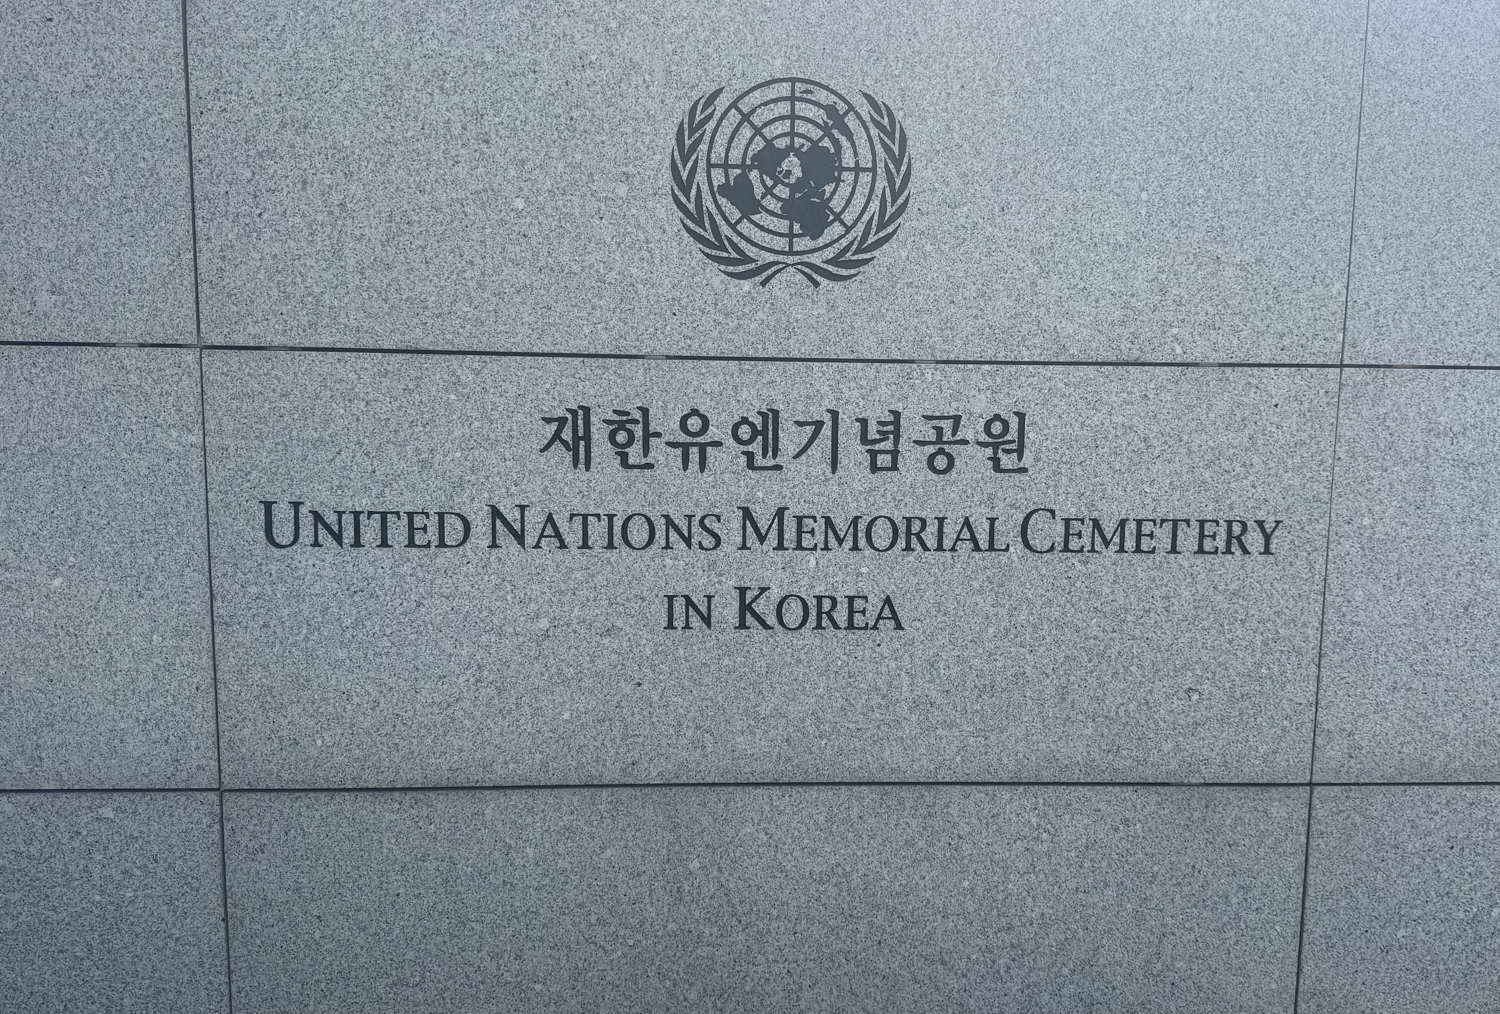 재한유엔기념공원
UNITED NATIONS MEMORIAL CEMETERY
IN KOREA